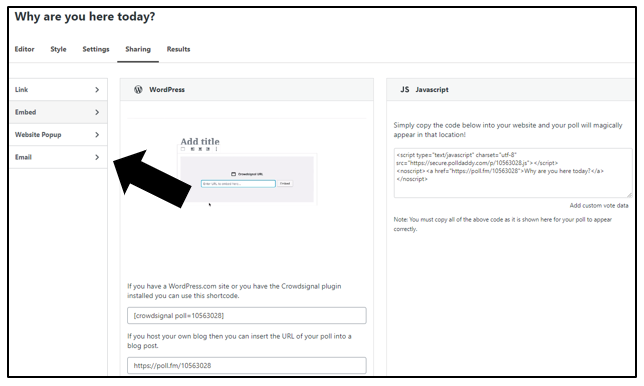 Why are you here today?
Editor Style Settings Sharing Results
Link
Embed
Website Popup
Email
WordPress
Add title
Crowdsignal URL
Enter URL to embed here...
Embed
If you have a WordPress.com site or you have the Crowdsignal plugin
installed you can use this shortcode.
[crowdsignal poll=10563028]
If you host your own blog then you can insert the URL of your poll into a
blog post.
https://poll.fm/10563028
JS Javascript
Simply copy the code below into your website and your poll will magically
appear in that location!
<script type="text/javascript" charset="utf-8"
src="https://secure.polldaddy.com/p/10563028.js"></script>
<noscript><a href="https://poll.fm/10563028">Why are you here today?</a>
</noscript>
Add custom vote data
Note: You must copy all of the above code as it is shown here for your poll to appear
correctly.